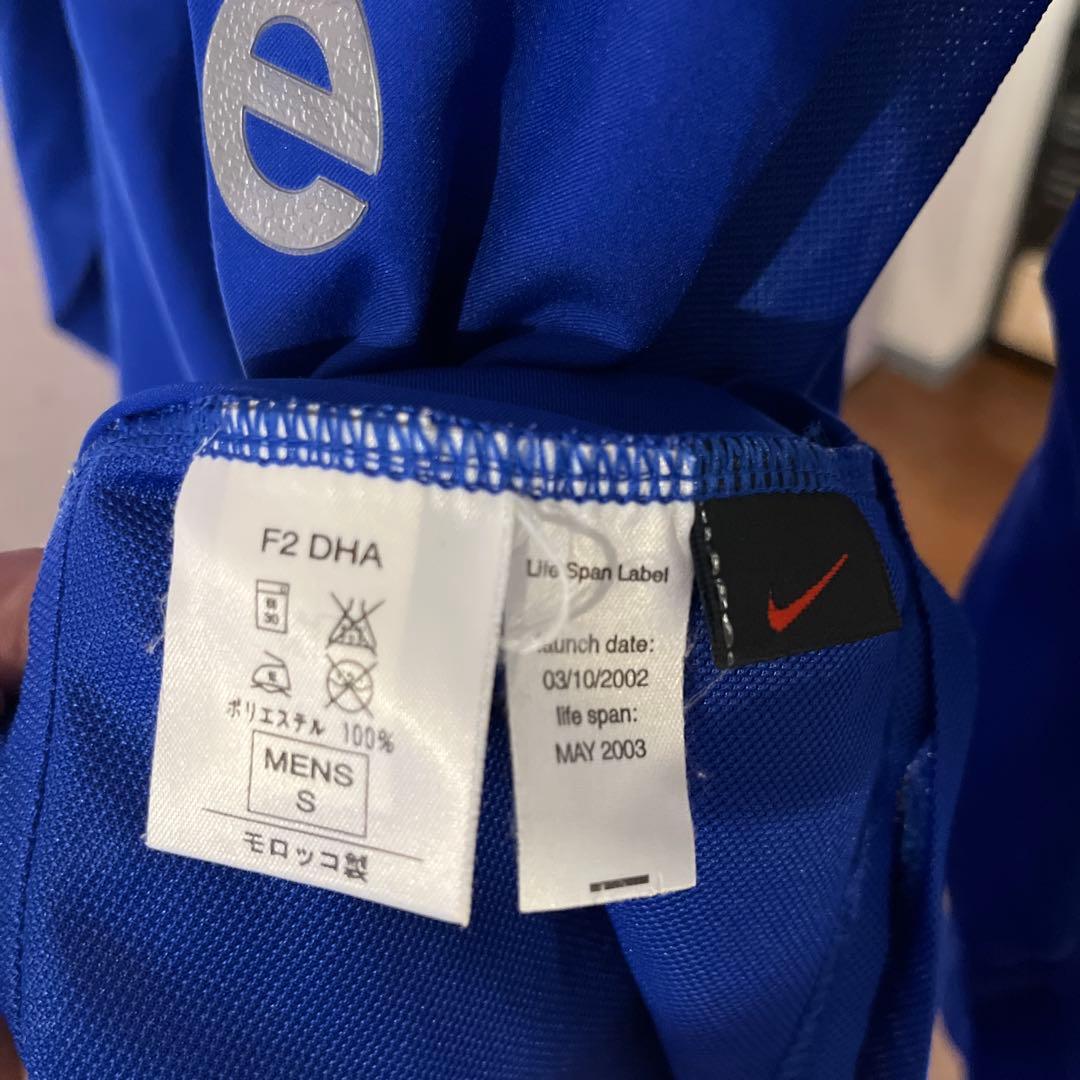 e
F2 DHA
30
ポリエステル 100%
MENS
S
モロッコ製
Life Span Label
launch date:
03/10/2002
life span:
MAY 2003